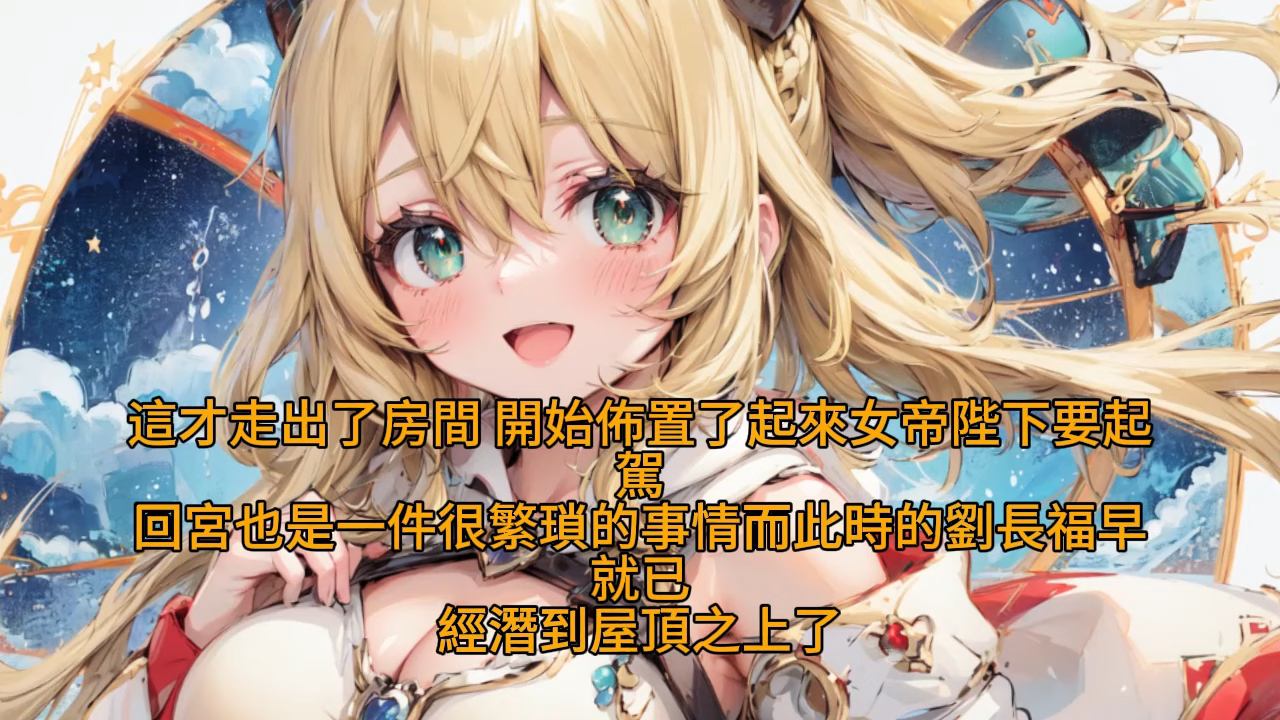 這才走出了房間 開始佈置了起來女帝陛下要起
駕
回宮也是一件很繁瑣的事情而此時的劉長福早
就已
經潛到屋頂之上了